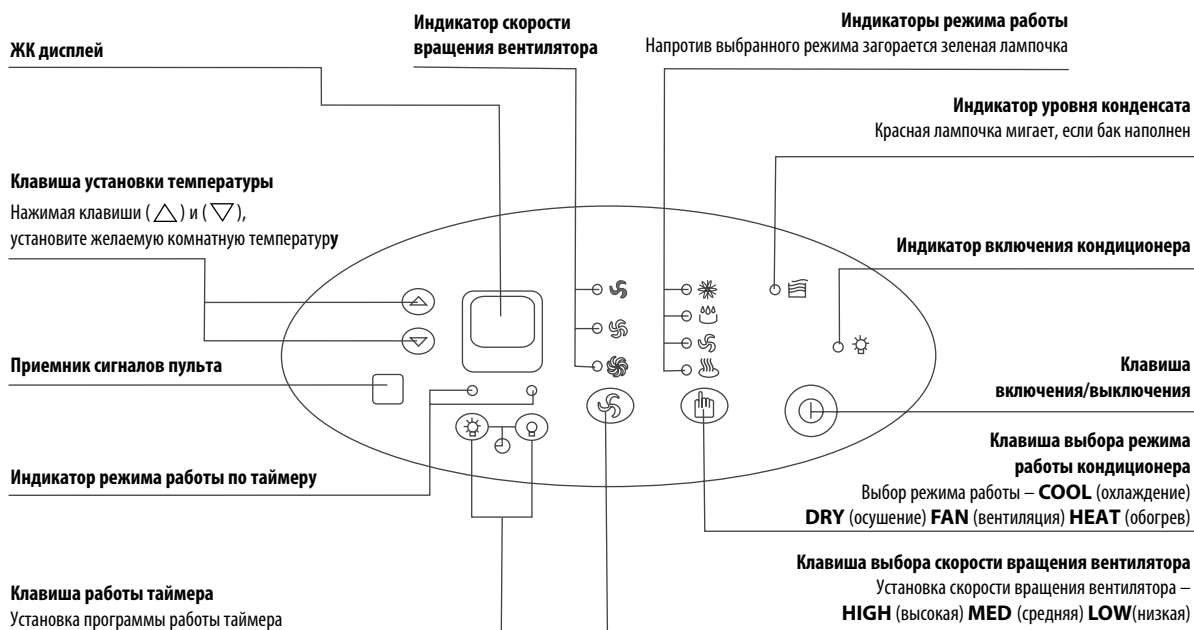 ЖК дисплей
Индикатор скорости
вращения вентилятора
Индикаторы режима работы
Напротив выбранного режима загорается зеленая лампочка
Индикатор уровня конденсата
Красная лампочка мигает, если бак наполнен
Клавиша установки температуры
Нажимая клавиши ( △ ) и ( ▽ ),
установите желаемую комнатную температуру
Индикатор включения кондиционера
Приемник сигналов пульта
Клавиша
включения/выключения
Индикатор режима работы по таймеру
Клавиша выбора режима
работы кондиционера
Выбор режима работы – COOL (охлаждение)
DRY (осушение) FAN (вентиляция) HEAT (обогрев)
Клавиша работы таймера
Установка программы работы таймера
Клавиша выбора скорости вращения вентилятора
Установка скорости вращения вентилятора –
HIGH (высокая) MED (средняя) LOW(низкая)